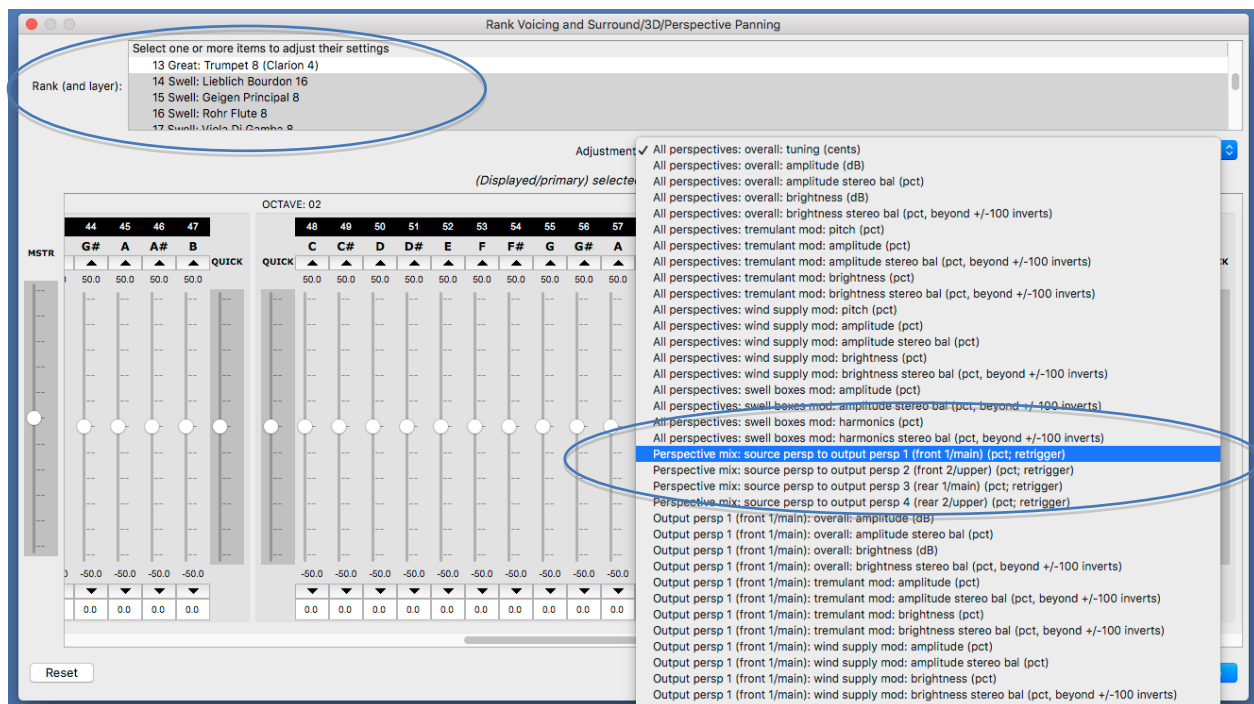 Rank Voicing and Surround/3D/Perspective Panning
Select one or more items to adjust their settings
13 Great: Trumpet 8 (Clarion 4)
Rank (and layer):
14 Swell: Lieblich Bourdon 16
15 Swell: Geigen Principal 8
16 Swell: Rohr Flute 8
17 Swell: Viola Di Gamba 8
Adjustment
✓ All perspectives: overall: tuning (cents)
All perspectives: overall: amplitude (dB)
All perspectives: overall: amplitude stereo bal (pct)
All perspectives: overall: brightness (dB)
All perspectives: overall: brightness stereo bal (pct, beyond +/-100 inverts)
All perspectives: tremulant mod: pitch (pct)
All perspectives: tremulant mod: amplitude (pct)
All perspectives: tremulant mod: amplitude stereo bal (pct, beyond +/-100 inverts)
All perspectives: tremulant mod: brightness (pct)
All perspectives: tremulant mod: brightness stereo bal (pct, beyond +/-100 inverts)
All perspectives: wind supply mod: pitch (pct)
All perspectives: wind supply mod: amplitude (pct)
All perspectives: wind supply mod: amplitude stereo bal (pct)
All perspectives: wind supply mod: brightness (pct)
All perspectives: wind supply mod: brightness stereo bal (pct, beyond +/-100 inverts)
All perspectives: swell boxes mod: amplitude (pct)
All perspectives: swell boxes mod: amplitude stereo bal (pct, beyond +/-100 inverts)
All perspectives: swell boxes mod: harmonics (pct)
All perspectives: swell boxes mod: harmonics stereo bal (pct, beyond +/-100 inverts)
Perspective mix: source persp to output persp 1 (front 1/main) (pct; retrigger)
Perspective mix: source persp to output persp 2 (front 2/upper) (pct; retrigger)
Perspective mix: source persp to output persp 3 (rear 1/main) (pct; retrigger)
Perspective mix: source persp to output persp 4 (rear 2/upper) (pct; retrigger)
Output persp 1 (front 1/main): overall: amplitude (dB)
Output persp 1 (front 1/main): overall: amplitude stereo bal (pct)
Output persp 1 (front 1/main): overall: brightness (dB)
Output persp 1 (front 1/main): overall: brightness stereo bal (pct, beyond +/-100 inverts)
Output persp 1 (front 1/main): tremulant mod: amplitude (pct)
Output persp 1 (front 1/main): tremulant mod: amplitude stereo bal (pct, beyond +/-100 inverts)
Output persp 1 (front 1/main): tremulant mod: brightness (pct)
Output persp 1 (front 1/main): tremulant mod: brightness stereo bal (pct, beyond +/-100 inverts)
Output persp 1 (front 1/main): wind supply mod: amplitude (pct)
Output persp 1 (front 1/main): wind supply mod: amplitude stereo bal (pct)
Output persp 1 (front 1/main): wind supply mod: brightness (pct)
Output persp 1 (front 1/main): wind supply mod: brightness stereo bal (pct, beyond +/-100 inverts)
(Displayed/primary)
OCTAVE: 02
44 45 46 47 48 49 50 51 52 53 54 55 56 57
G# A A# B C C# D D# E F F# G G# A
MSTR QUICK QUICK
50.0 50.0 50.0 50.0 50.0 50.0 50.0 50.0 50.0 50.0 50.0 50.0 50.0 50.0
-50.0 -50.0 -50.0 -50.0 -50.0 -50.0 -50.0 -50.0 -50.0 -50.0 -50.0 -50.0 -50.0 -50.0
0.0 0.0 0.0 0.0 0.0 0.0 0.0 0.0 0.0 0.0 0.0 0.0 0.0 0.0
Reset